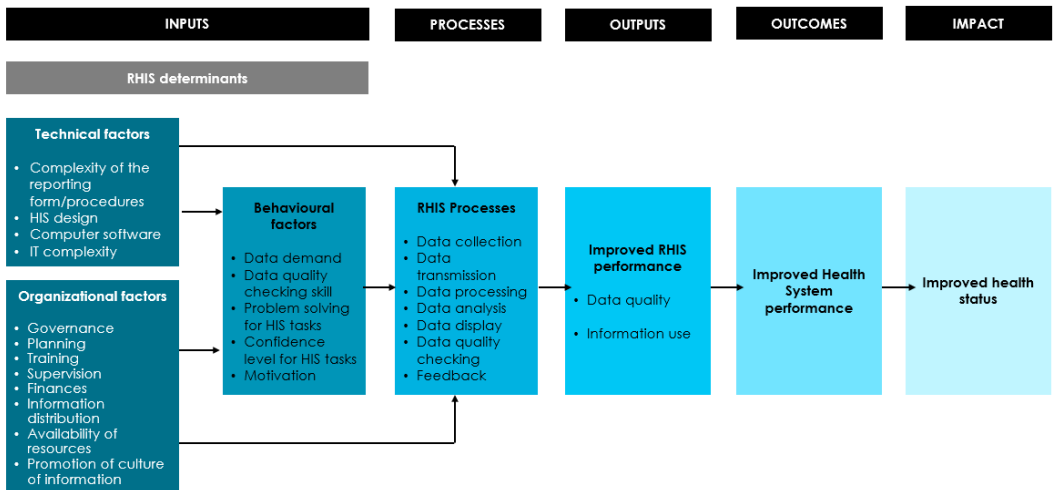 INPUTS
PROCESSES
OUTPUTS
OUTCOMES
IMPACT
RHIS determinants
Technical factors
• Complexity of the
reporting
form/procedures
• HIS design
• Computer software
• IT complexity
Organizational factors
• Governance
• Planning
• Training
• Supervision
• Finances
• Information
distribution
• Availability of
resources
• Promotion of culture
of information
Behavioural
factors
• Data demand
• Data quality
checking skill
• Problem solving
for HIS tasks
• Confidence
level for HIS tasks
• Motivation
RHIS Processes
• Data collection
• Data
transmission
• Data processing
• Data analysis
• Data display
• Data quality
checking
• Feedback
Improved RHIS
performance
• Data quality
• Information use
Improved Health
System
performance
Improved health
status